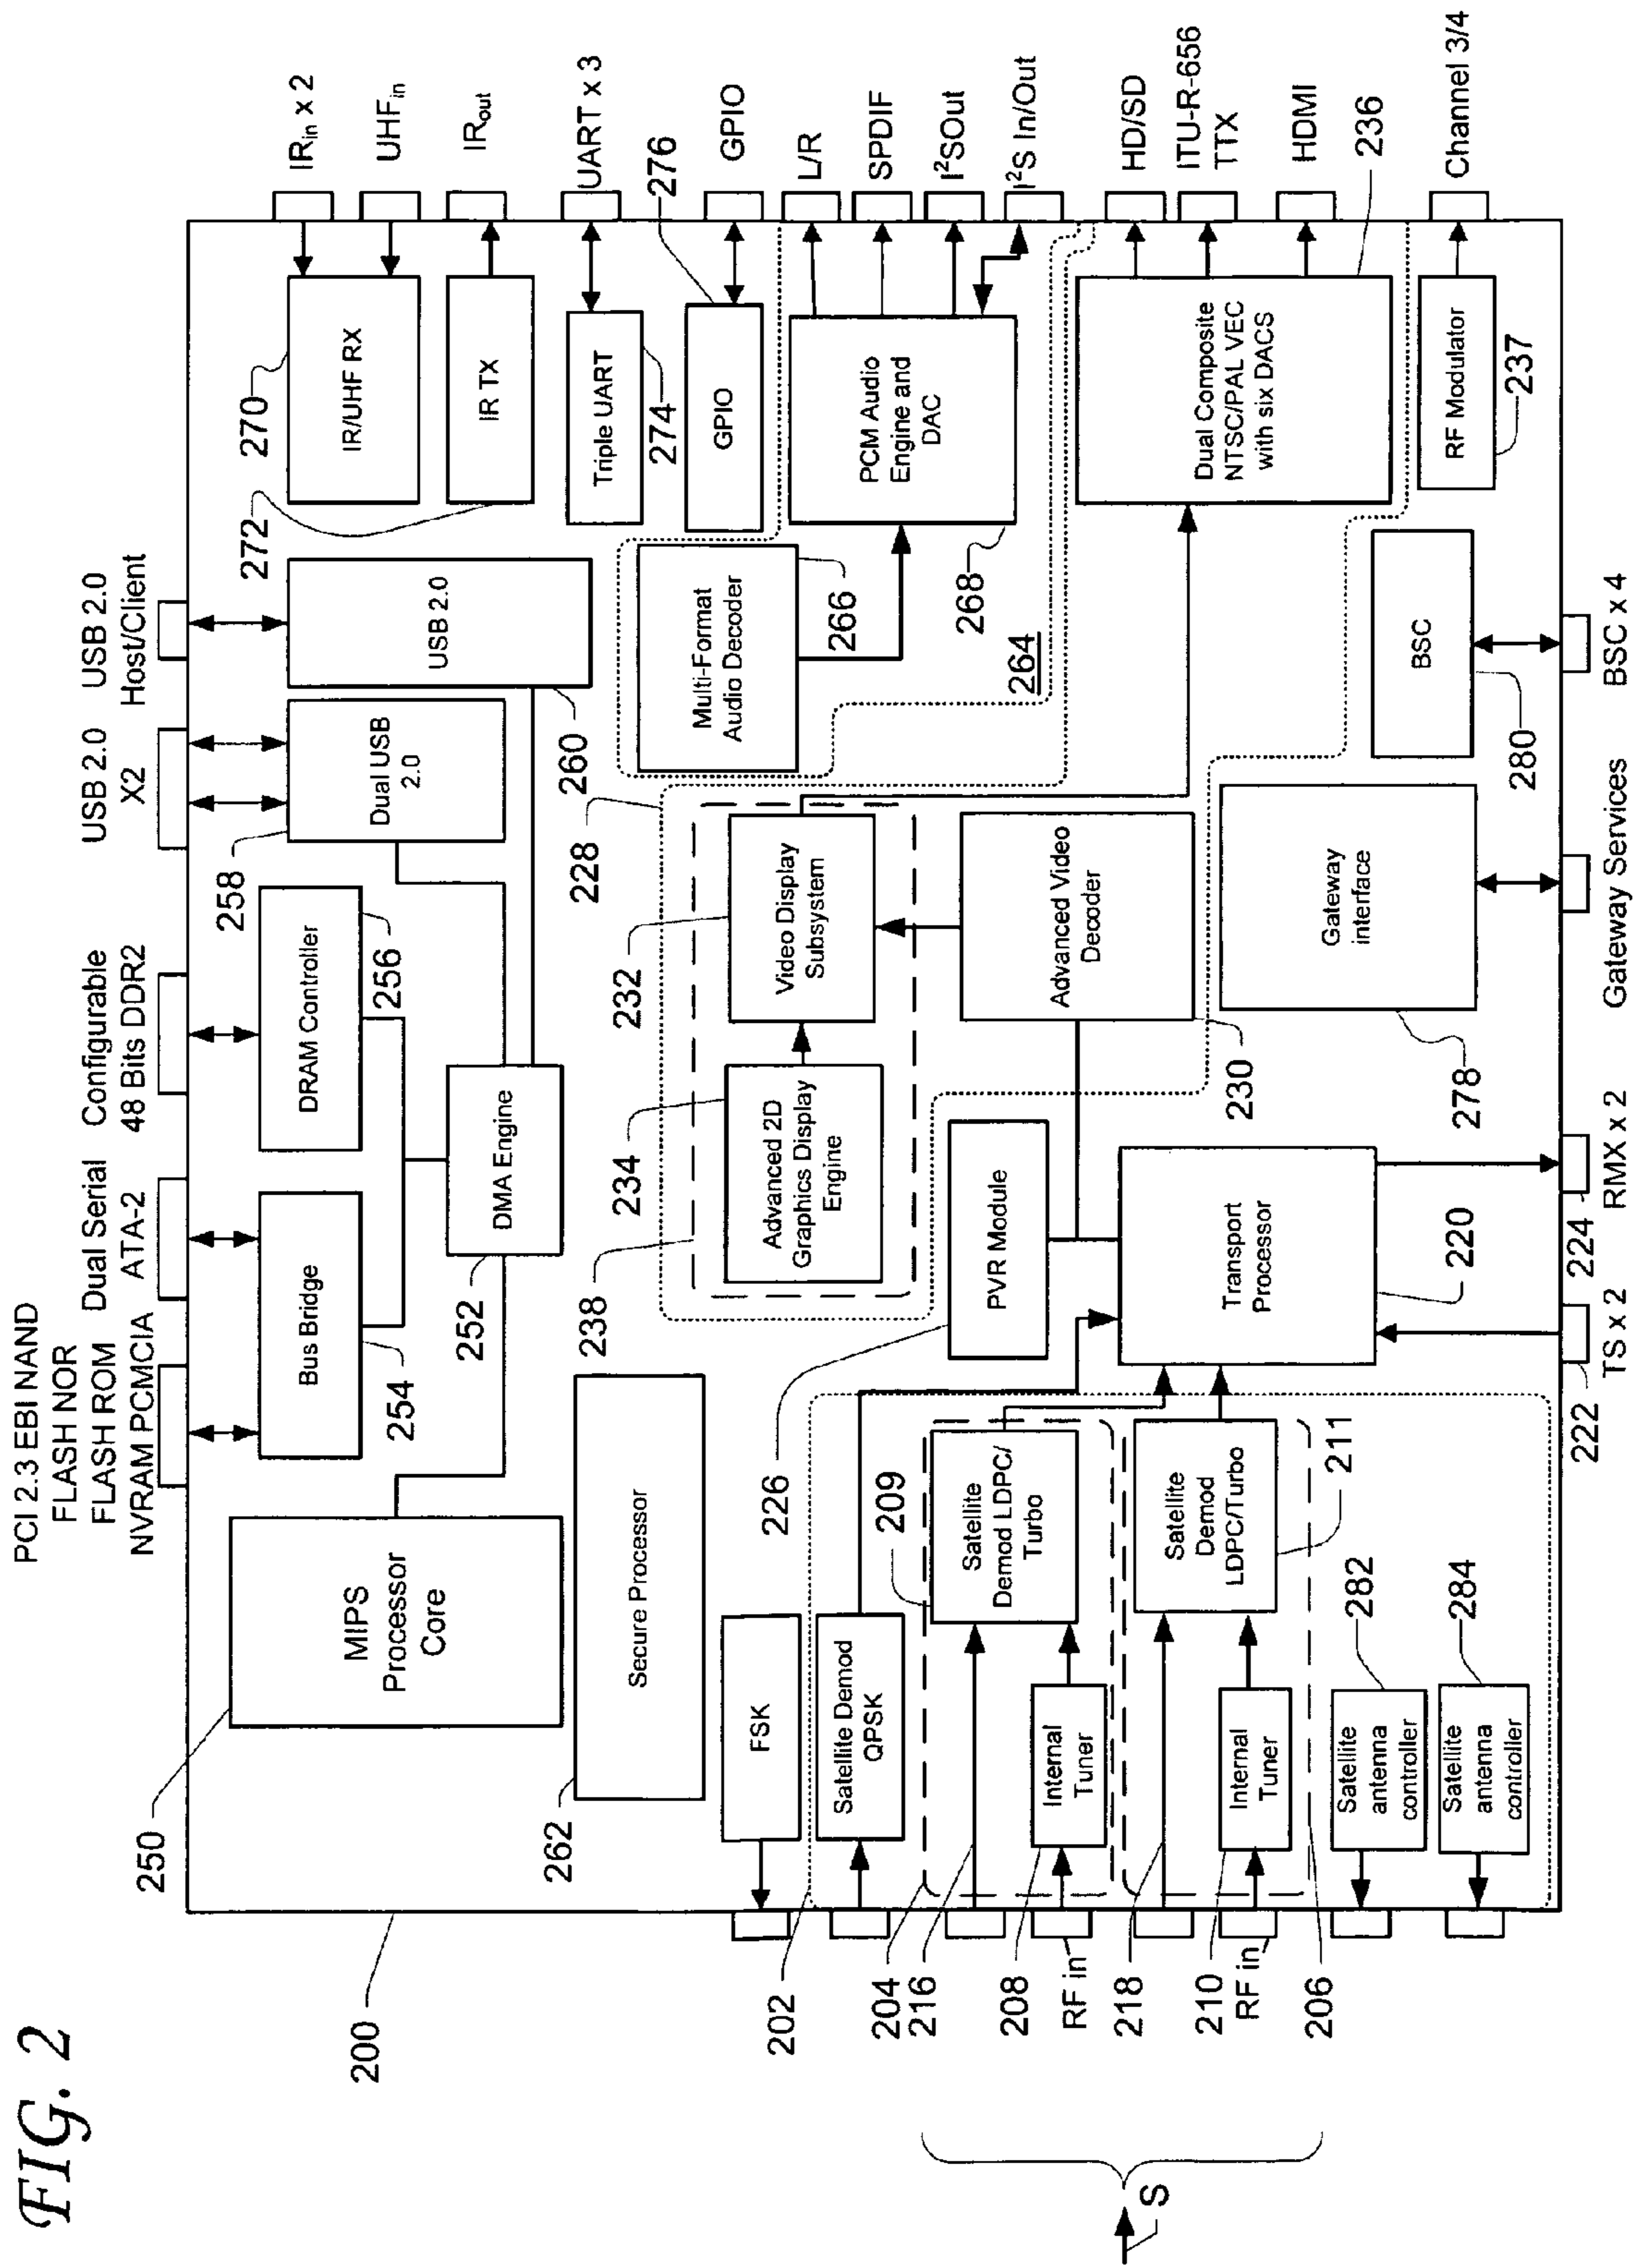 FIG. 2
PCI 2.3 EBI NAND
FLASH NOR
FLASH ROM
NVRAM PCMCIA
Dual Serial
ATA-2
Configurable
48 Bits DDR2
USB 2.0
X2
USB 2.0
Host/Client
200
250
MIPS
Processor
Core
Bus Bridge
254
DRAM Controller
256
258
Dual USB
2.0
USB 2.0
260
252
DMA Engine
262
Secure Processor
270
IR/UHF RX
272
IR TX
Triple UART
274
GPIO
276
IRin x 2
UHFin
IRout
UART x 3
GPIO
L/R
SPDIF
I2SOut
I2S In/Out
HD/SD
ITU-R-656
TTX
HDMI
236
Channel 3/4
FSK
202
Satellite Demod
QPSK
204
216
209
Satellite
Demod LDPC/
Turbo
208
RF in
Internal
Tuner
218
Satellite
Demod
LDPC/Turbo
211
210
RF in
Internal
Tuner
206
282
Satellite
antenna
controller
284
Satellite
antenna
controller
S
226
PVR Module
Transport
Processor
220
222
TS x 2
224
RMX x 2
228
238
234
Advanced 2D
Graphics Display
Engine
232
Video Display
Subsystem
Advanced Video
Decoder
230
Multi-Format
Audio Decoder
266
264
PCM Audio
Engine and
DAC
268
Dual Composite
NTSC/PAL VEC
with six DACS
RF Modulator
237
Gateway
interface
278
Gateway Services
BSC
280
BSC x 4